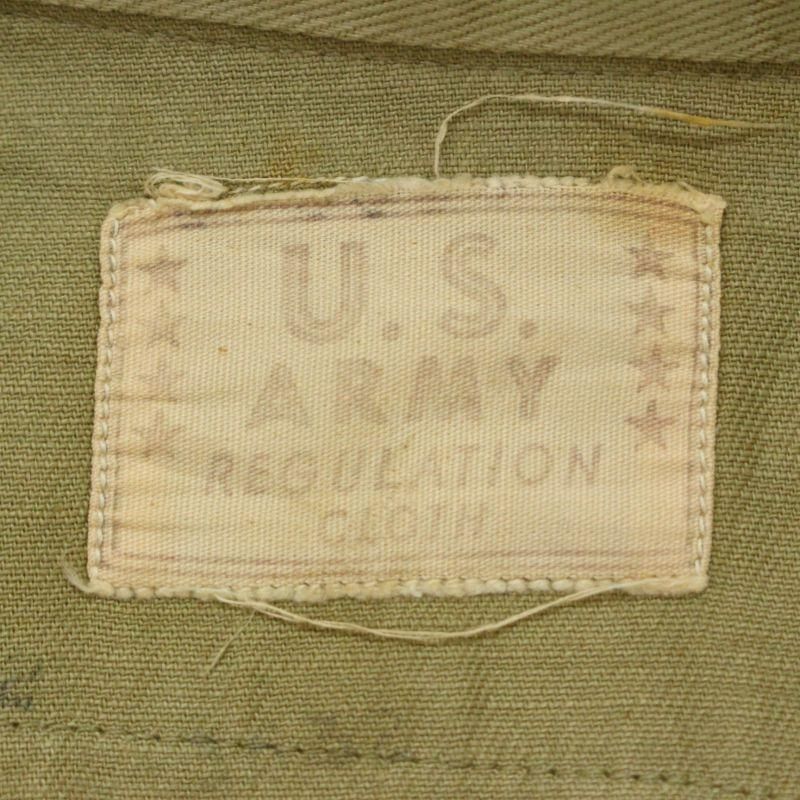 U. S.
ARMY
REGULATION
CLOTH